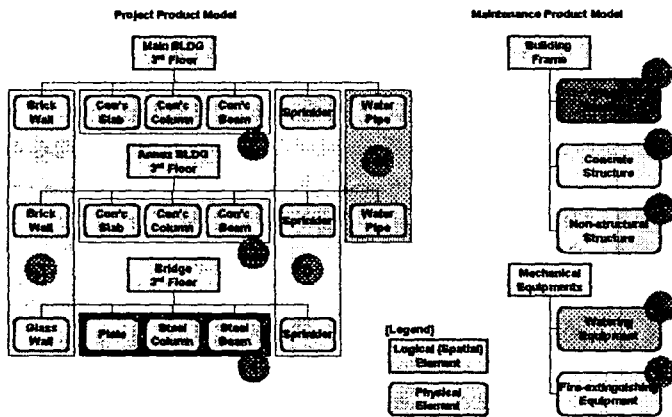 Project Product Model
Maintenance Product Model
Main BLDG
3rd Floor
Building
Frame
Brick
Wall
Con'c
Slab
Con'c
Column
Con'c
Beam
Sprinkler
Water
Pipe
Annex BLDG
3rd Floor
Concrete
Structure
Brick
Wall
Con'c
Slab
Con'c
Column
Con'c
Beam
Sprinkler
Water
Pipe
Non-structural
Structure
Bridge
3rd Floor
Mechanical
Equipments
Glass
Wall
Plate
Steel
Column
Steel
Beam
Sprinkler
[Legend]
Logical (Spatial)
Element
Physical
Element
Watering
Equipment
Fire-extinguishing
Equipment